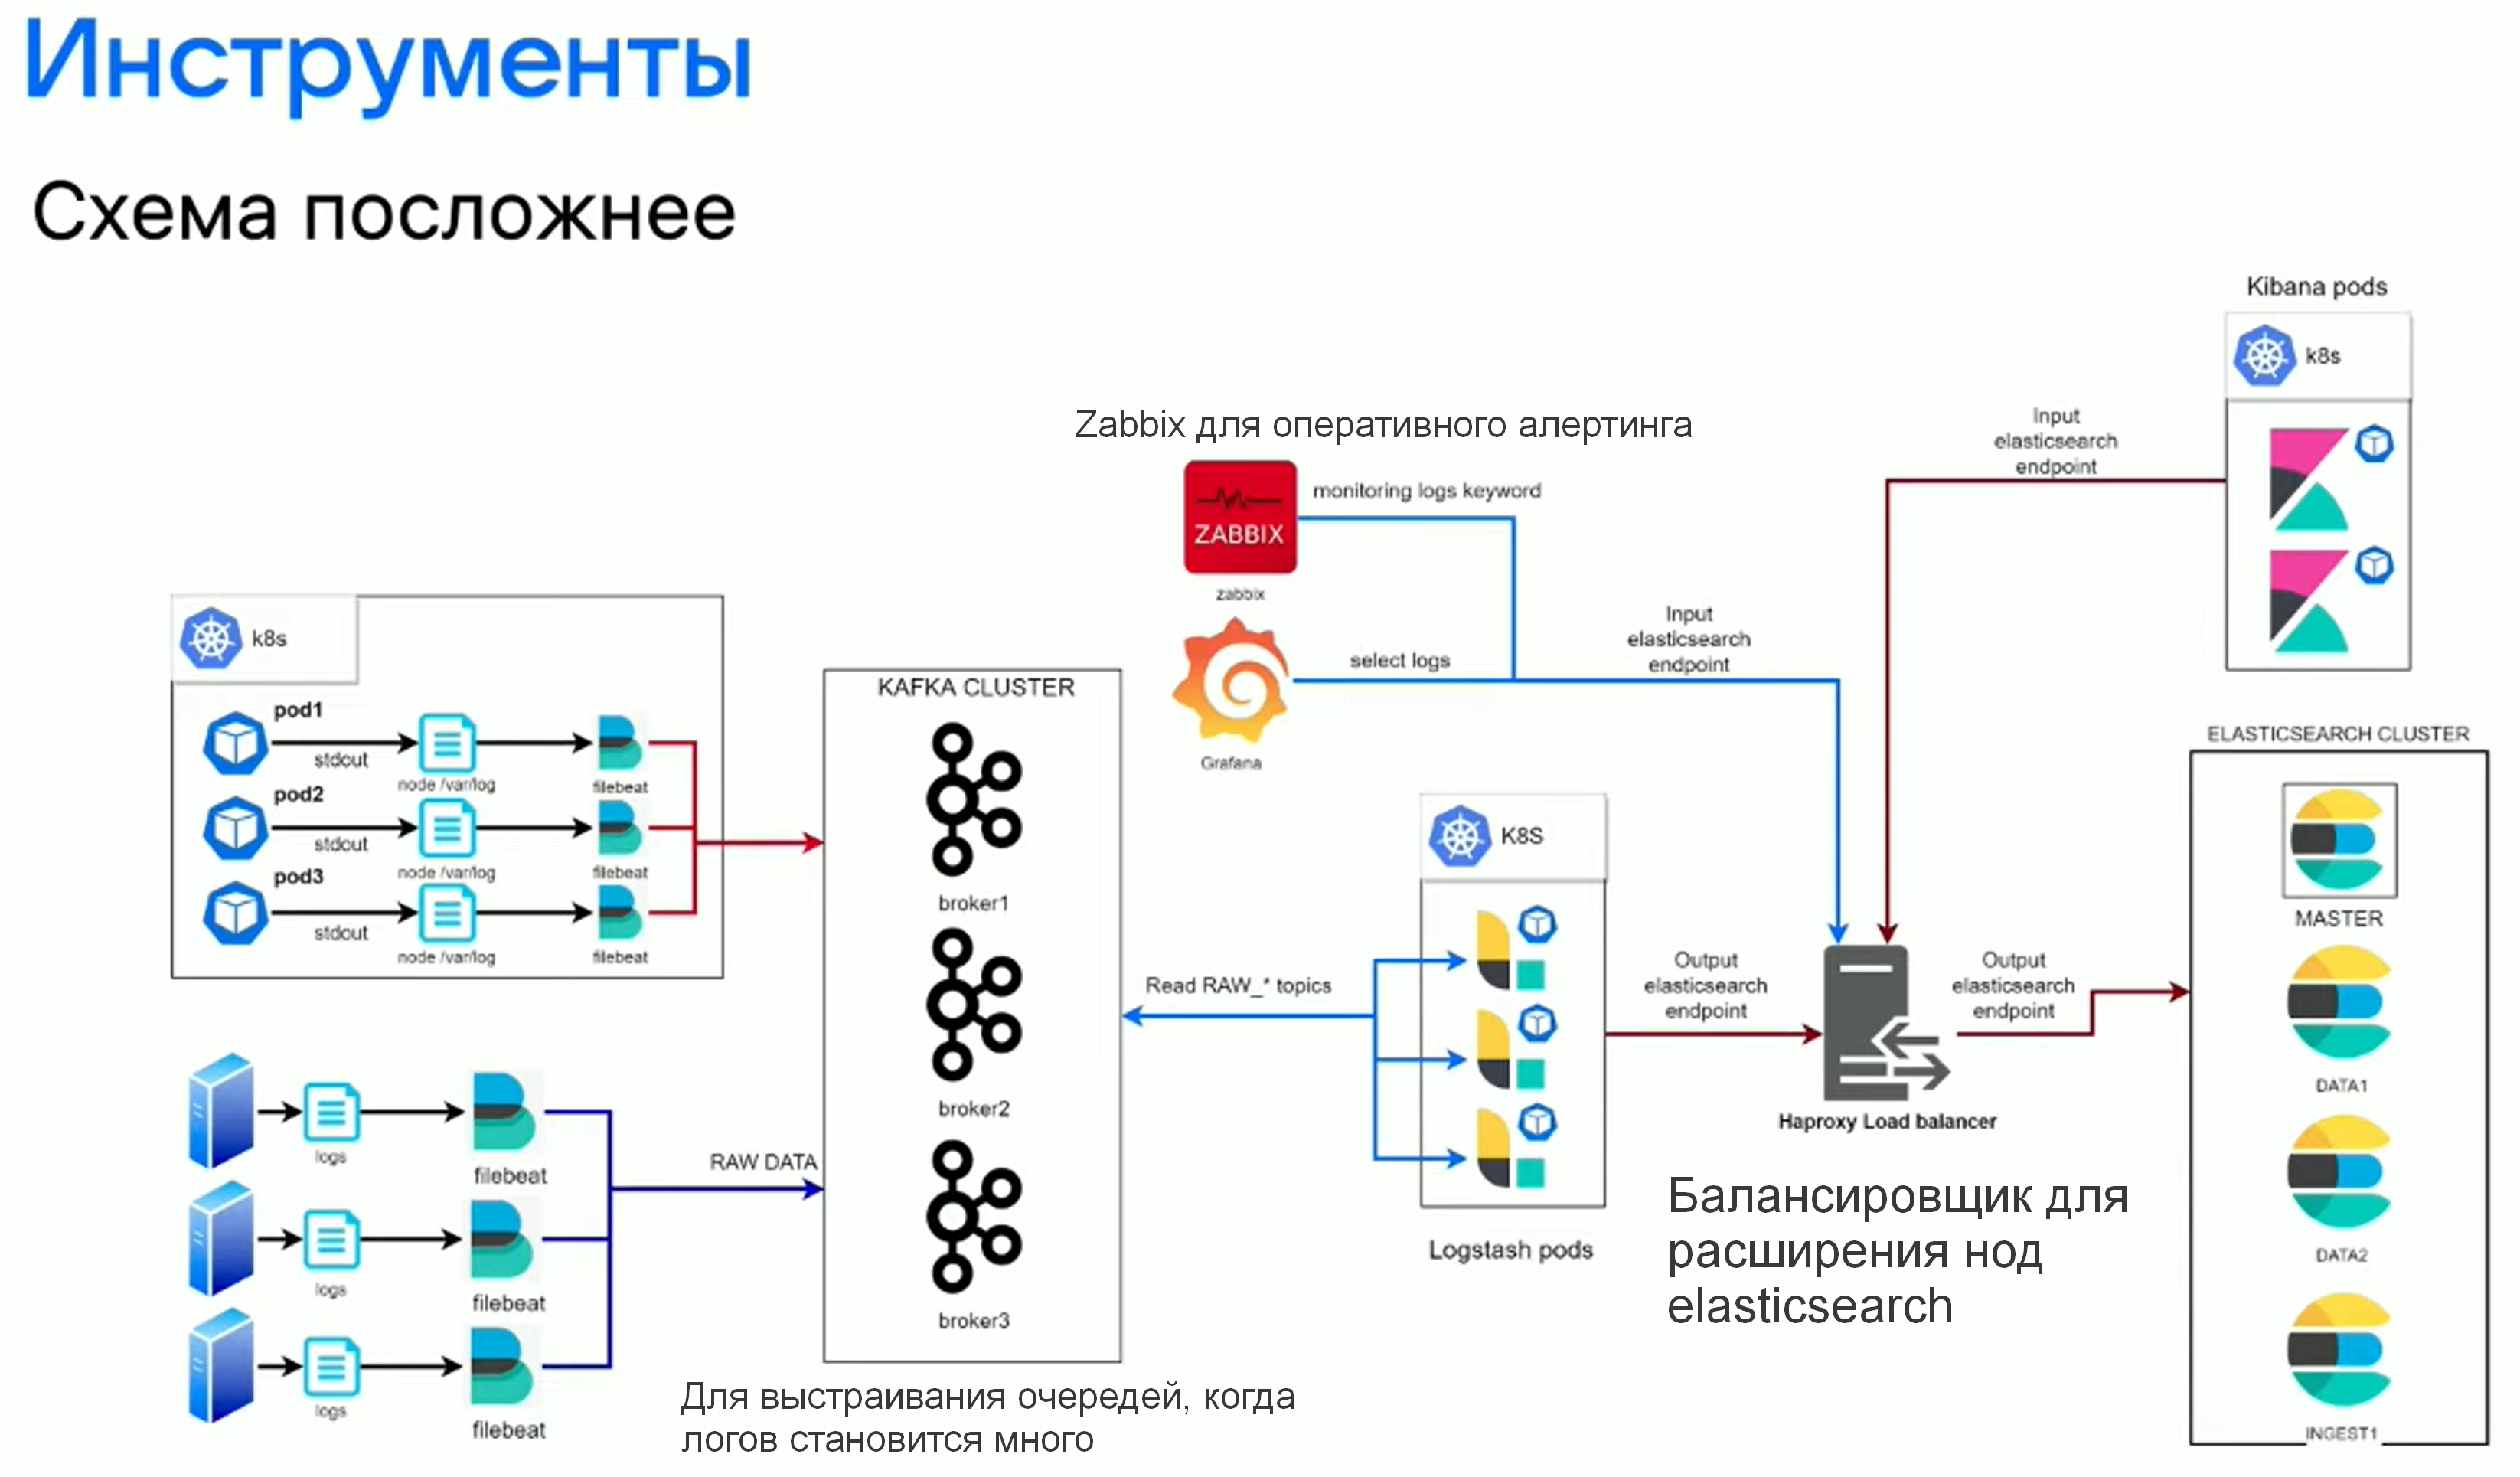 Инструменты
Схема посложнее
Kibana pods
k8s
Zabbix для оперативного алертинга
Input
elasticsearch
endpoint
ZABBIX
monitoring logs keyword
zabbix
Input
elasticsearch
endpoint
select logs
Grafana
k8s
pod1
stdout
node /var/log
filebeat
pod2
stdout
node /var/log
filebeat
pod3
stdout
node /var/log
filebeat
KAFKA CLUSTER
broker1
broker2
broker3
ELASTICSEARCH CLUSTER
MASTER
DATA1
DATA2
INGEST1
K8S
Read RAW_* topics
Output
elasticsearch
endpoint
Output
elasticsearch
endpoint
Haproxy Load balancer
logs
filebeat
RAW DATA
logs
filebeat
logs
filebeat
Logstash pods
Балансировщик для
расширения нод
elasticsearch
Для выстраивания очередей, когда
логов становится много